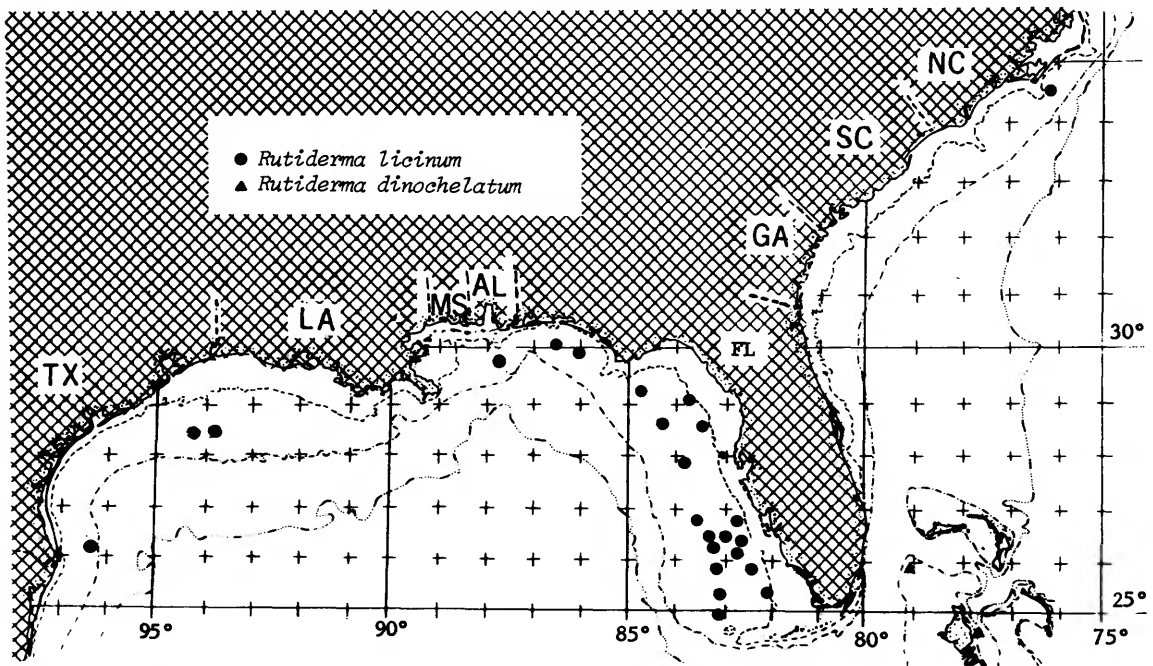 NC
SC
● Rutiderma licinum
▲ Rutiderma dinochelatum
GA
AL
MS
LA
FL
30°
TX
25°
95°
90°
85°
80°
75°